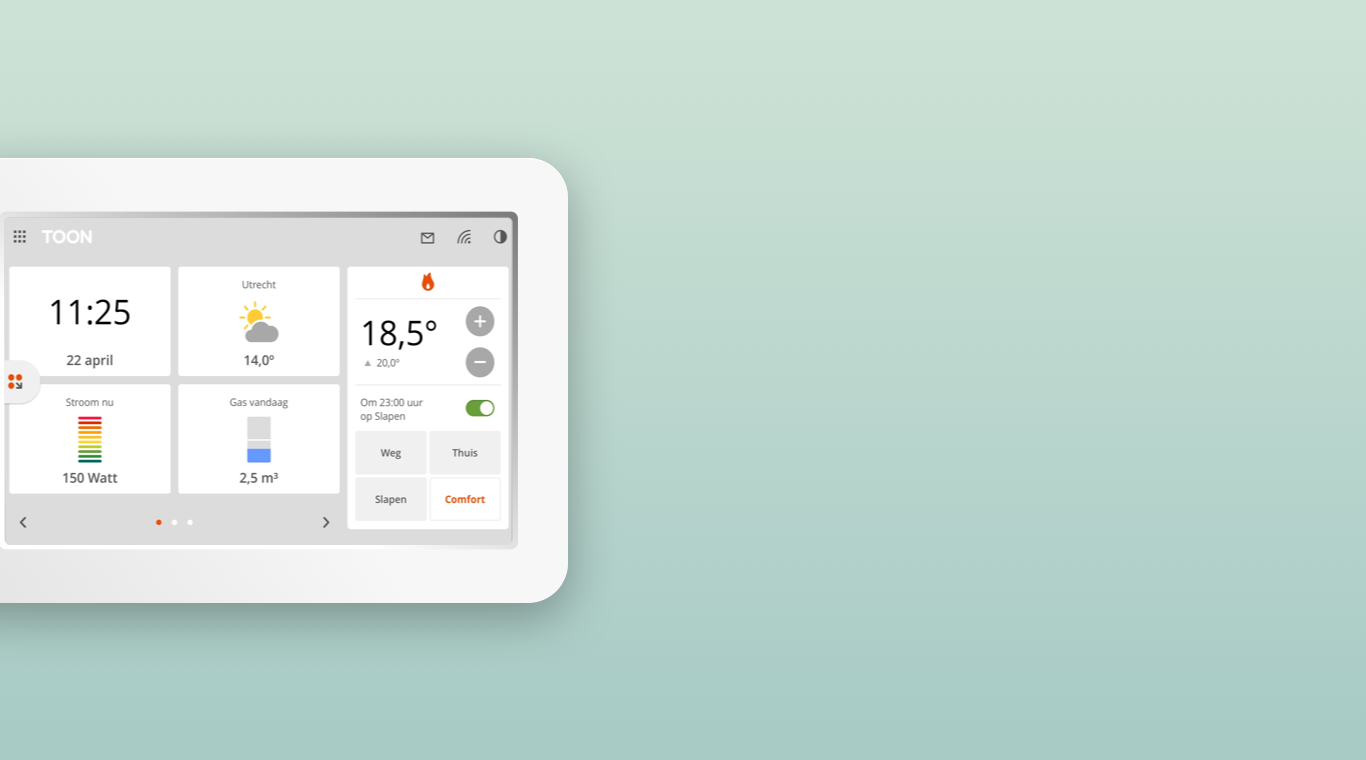 TOON
11:25
22 april
Utrecht
14,0°
18,5°
20,0°
Om 23:00 uur
op Slapen
Stroom nu
150 Watt
Gas vandaag
2,5 m³
Weg
Thuis
Slapen
Comfort